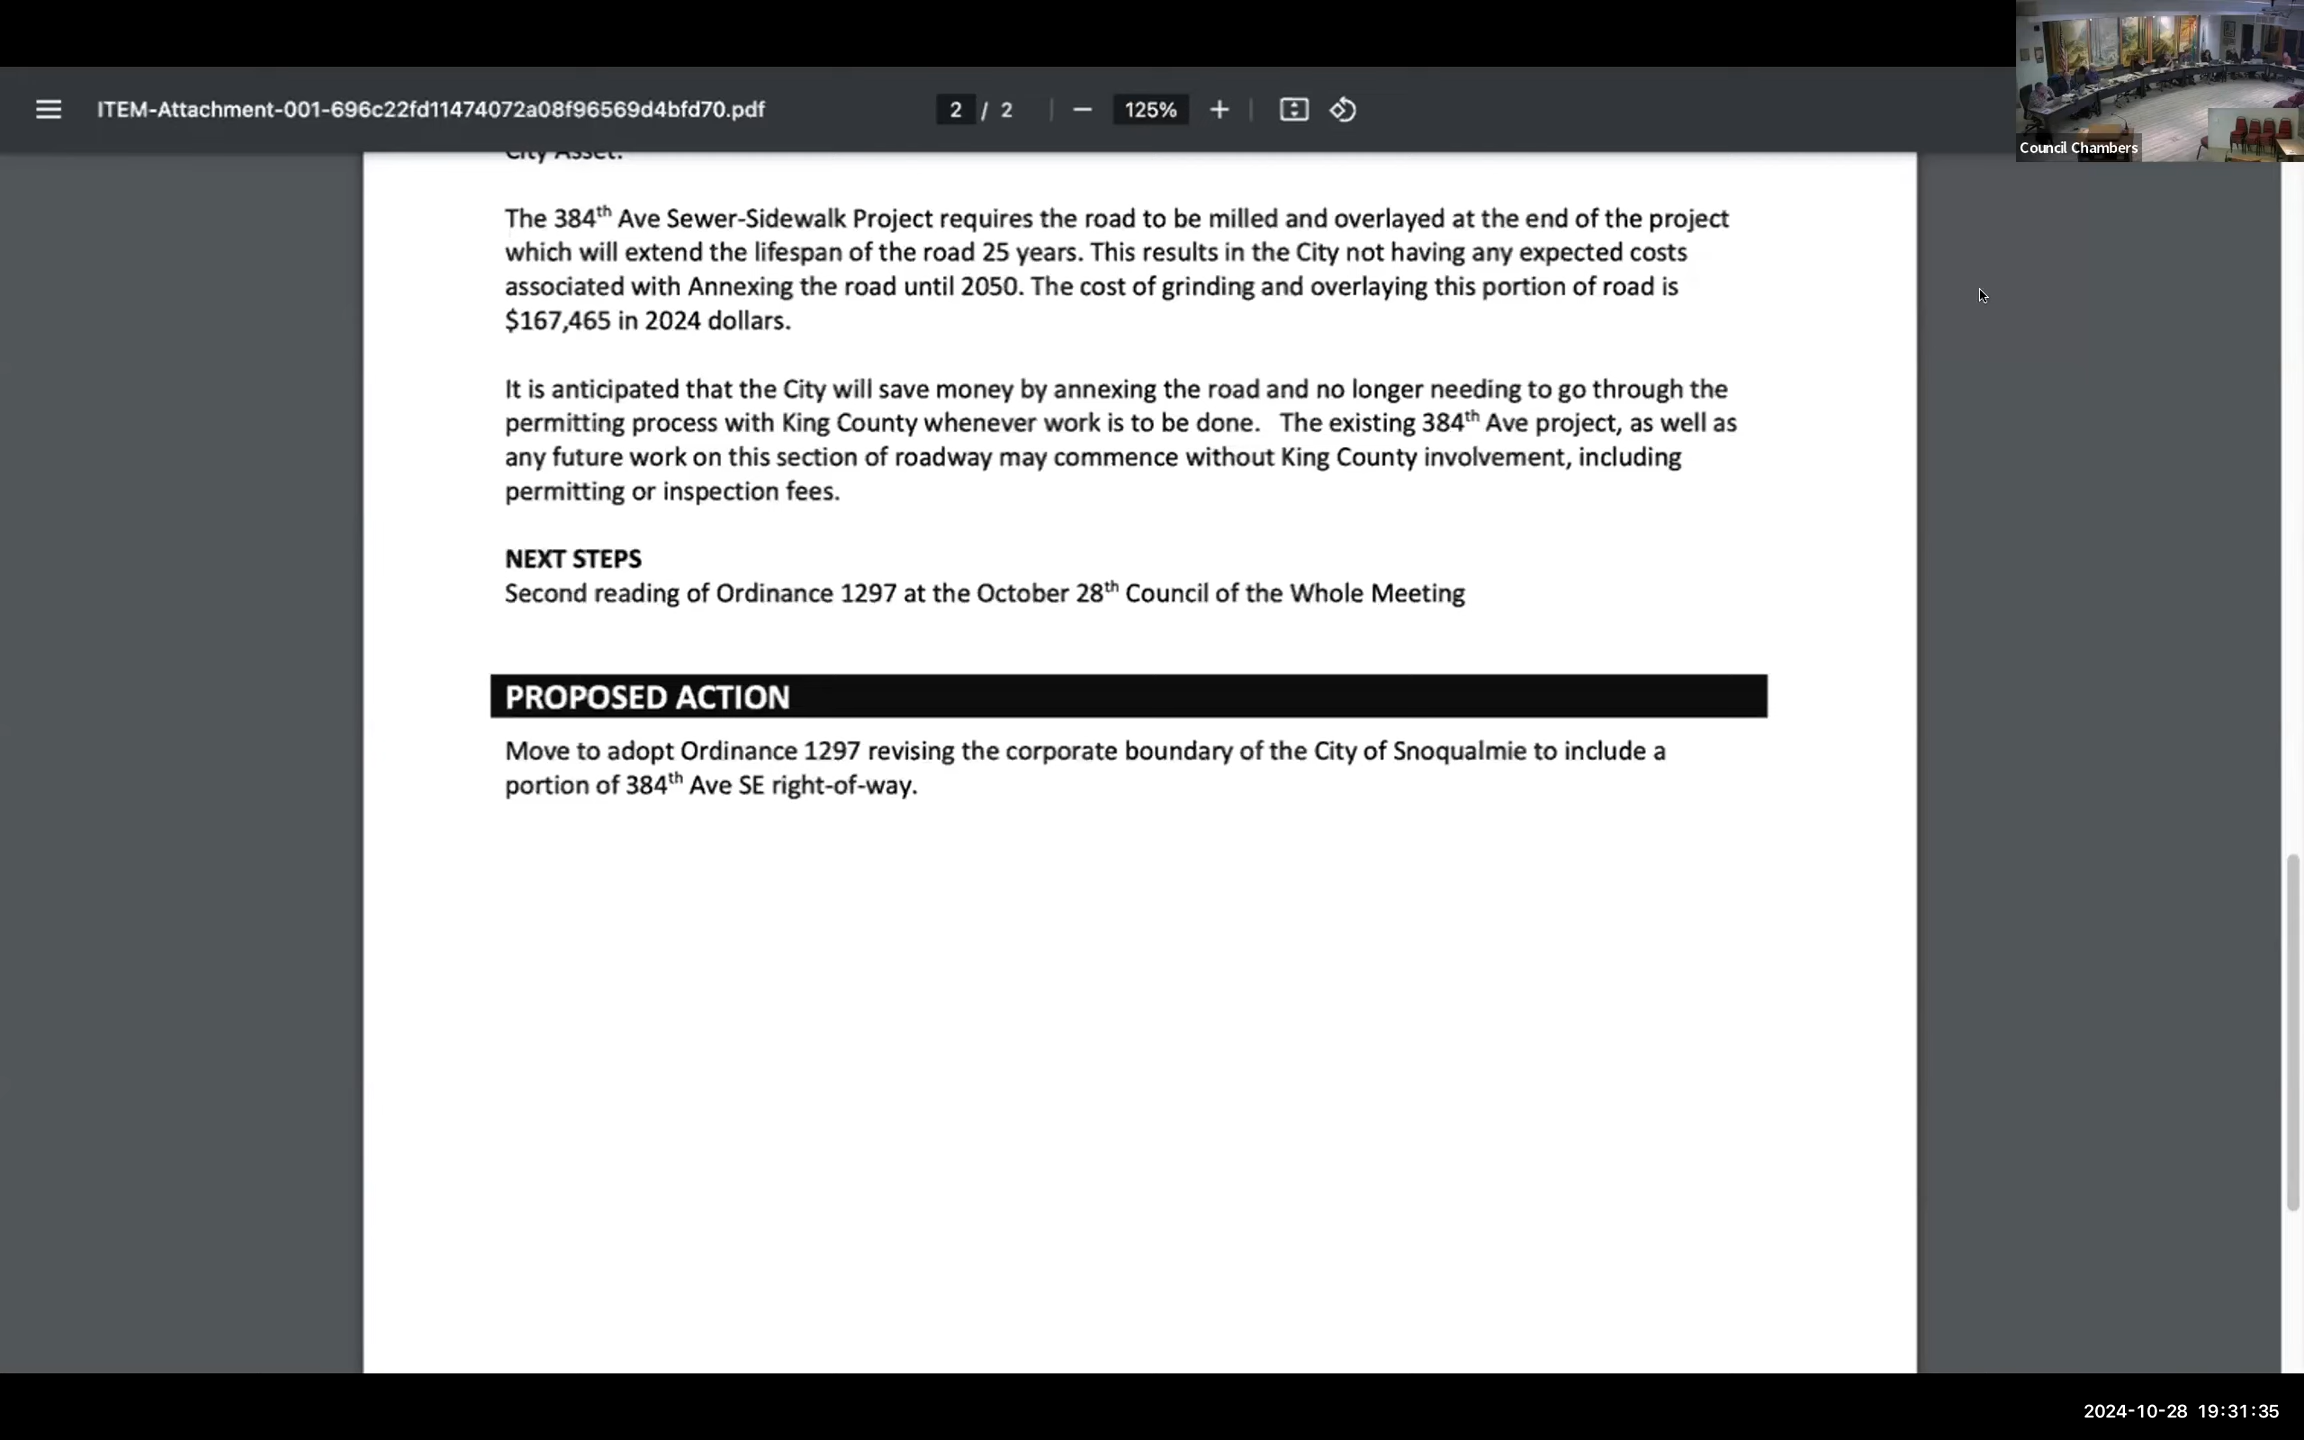 Council Chambers
ITEM-Attachment-001-696c22fd11474072a08f96569d4bfd70.pdf
2 / 2
125%
City Asset.
The 384th Ave Sewer-Sidewalk Project requires the road to be milled and overlayed at the end of the project
which will extend the lifespan of the road 25 years. This results in the City not having any expected costs
associated with Annexing the road until 2050. The cost of grinding and overlaying this portion of road is
$167,465 in 2024 dollars.
It is anticipated that the City will save money by annexing the road and no longer needing to go through the
permitting process with King County whenever work is to be done. The existing 384th Ave project, as well as
any future work on this section of roadway may commence without King County involvement, including
permitting or inspection fees.
NEXT STEPS
Second reading of Ordinance 1297 at the October 28th Council of the Whole Meeting
PROPOSED ACTION
Move to adopt Ordinance 1297 revising the corporate boundary of the City of Snoqualmie to include a
portion of 384th Ave SE right-of-way.
2024-10-28 19:31:35